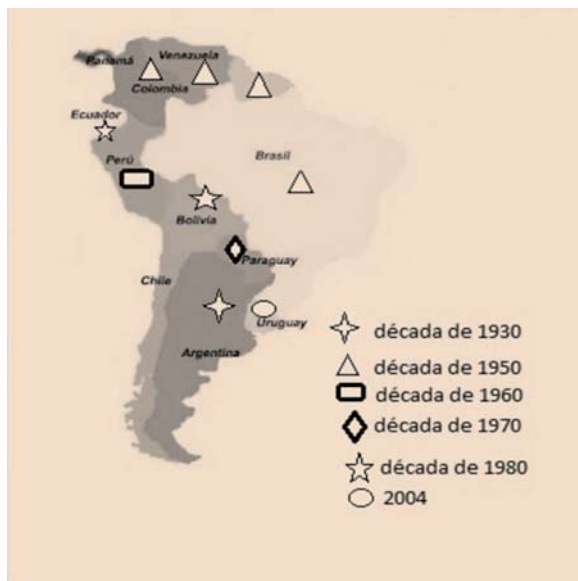 Panamá
Venezuela
Colombia
Ecuador
Perú
Brasil
Bolivia
Paraguay
Chile
Uruguay
Argentina
década de 1930
década de 1950
década de 1960
década de 1970
década de 1980
2004